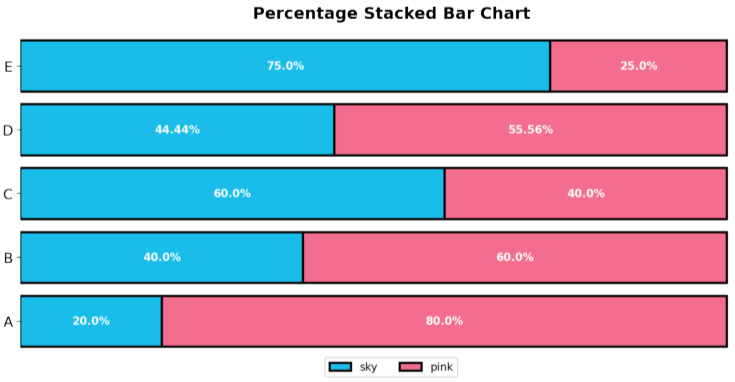 Percentage Stacked Bar Chart
E 75.0% 25.0%
D 44.44% 55.56%
C 60.0% 40.0%
B 40.0% 60.0%
A 20.0% 80.0%
sky pink